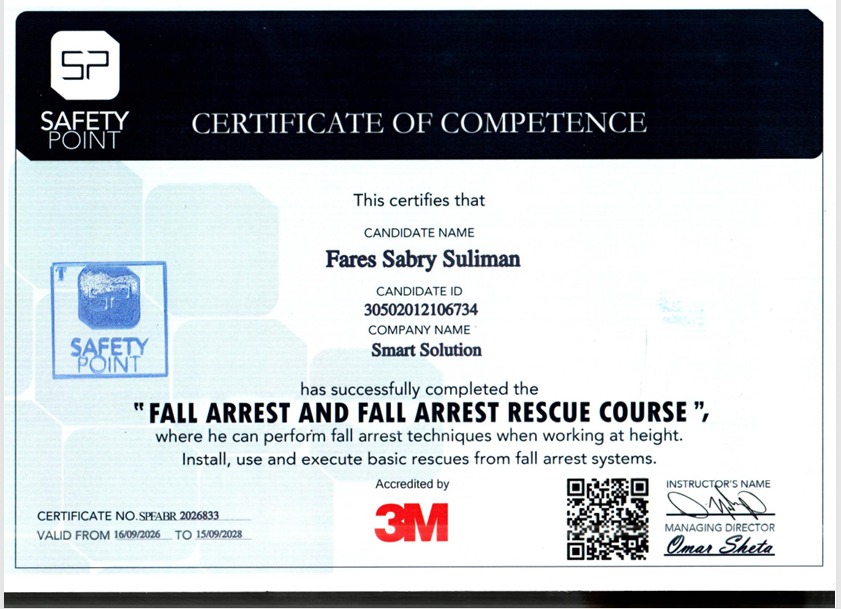 SP
SAFETY
POINT
CERTIFICATE OF COMPETENCE
This certifies that
CANDIDATE NAME
Fares Sabry Suliman
CANDIDATE ID
30502012106734
COMPANY NAME
Smart Solution
SAFETY
POINT
has successfully completed the
" FALL ARREST AND FALL ARREST RESCUE COURSE ",
where he can perform fall arrest techniques when working at height.
Install, use and execute basic rescues from fall arrest systems.
Accredited by
3M
CERTIFICATE NO. SPFABR 2026833
VALID FROM 16/09/2026 TO 15/09/2028
INSTRUCTOR'S NAME
MANAGING DIRECTOR
Omar Sheta